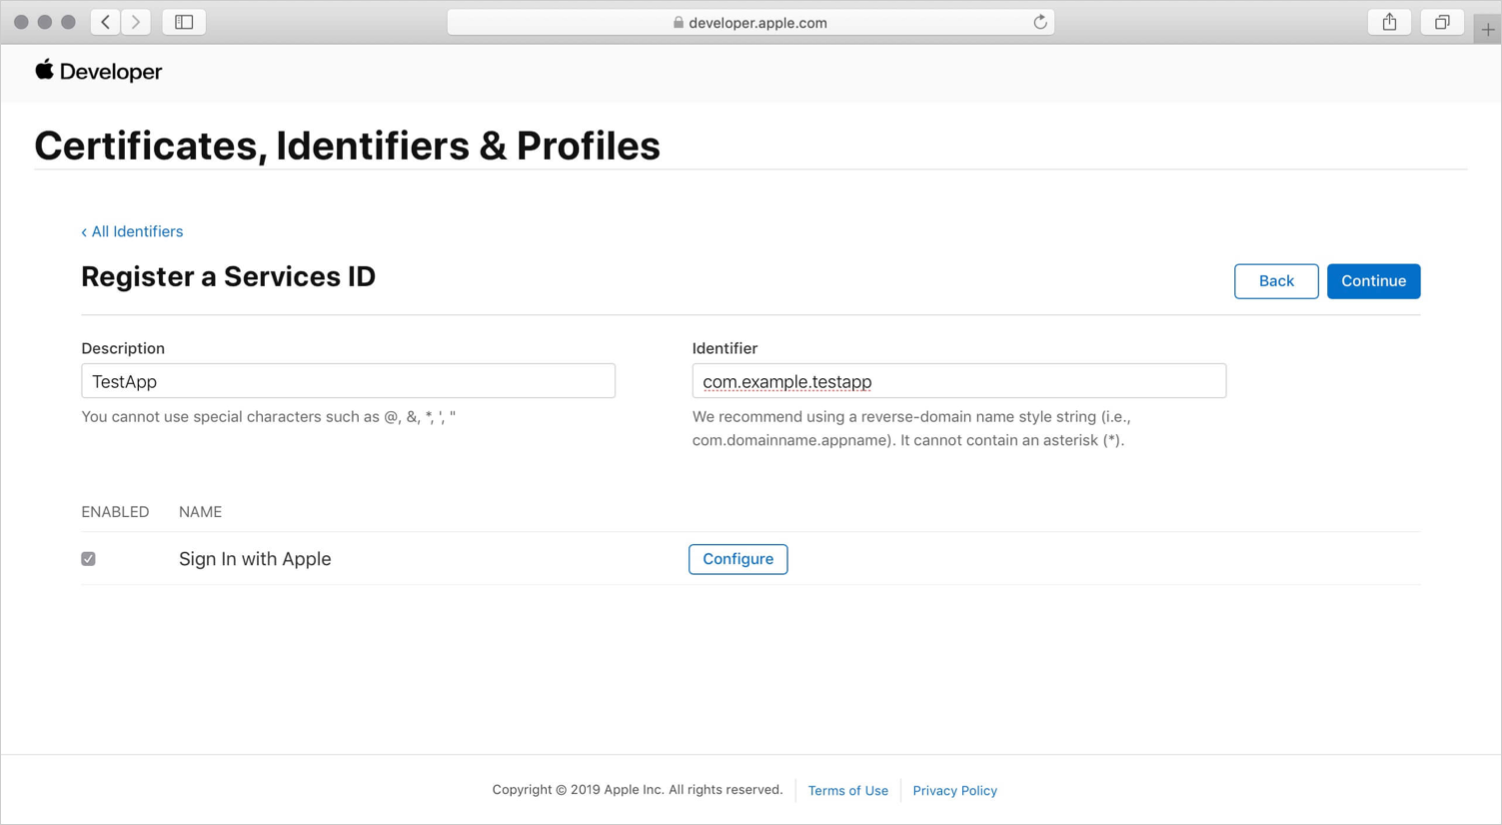 developer.apple.com
Developer
Certificates, Identifiers & Profiles
‹ All Identifiers
Register a Services ID
Back
Continue
Description
Identifier
TestApp
com.example.testapp
You cannot use special characters such as @, &, *, ', "
We recommend using a reverse-domain name style string (i.e.,
com.domainname.appname). It cannot contain an asterisk (*).
ENABLED NAME
Sign In with Apple
Configure
Copyright © 2019 Apple Inc. All rights reserved.
Terms of Use
Privacy Policy